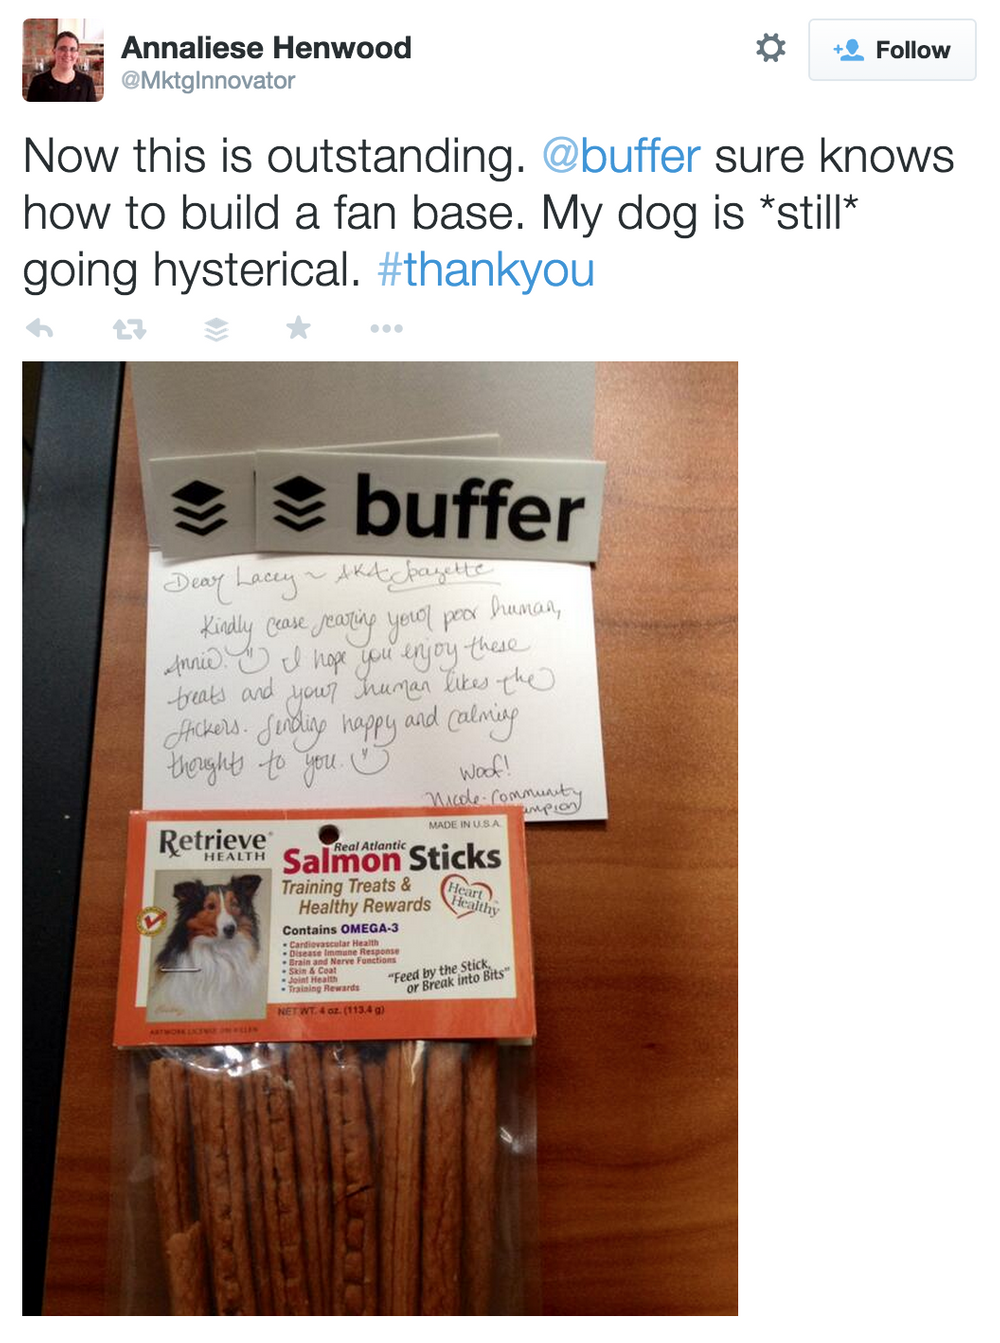 Annaliese Henwood
@MktgInnovator
Follow
Now this is outstanding. @buffer sure knows
how to build a fan base. My dog is *still*
going hysterical. #thankyou
buffer
Dear Lacey ~ AKA Spazette
Kindly cease scaring your poor human,
Annie. I hope you enjoy these
treats and your human likes the
stickers. Sending happy and calming
thoughts to you.
Woof!
Nicole-Community
MADE IN U.S.A.
Retrieve®
HEALTH
Real Atlantic
Salmon Sticks
Training Treats &
Healthy Rewards
Heart
Healthy
Contains OMEGA-3
• Cardiovascular Health
• Disease Immune Response
• Brain and Nerve Functions
• Skin & Coat
• Joint Health
• Training Rewards
"Feed by the Stick,
or Break into Bits"
NET WT. 4 oz. (113.4 g)